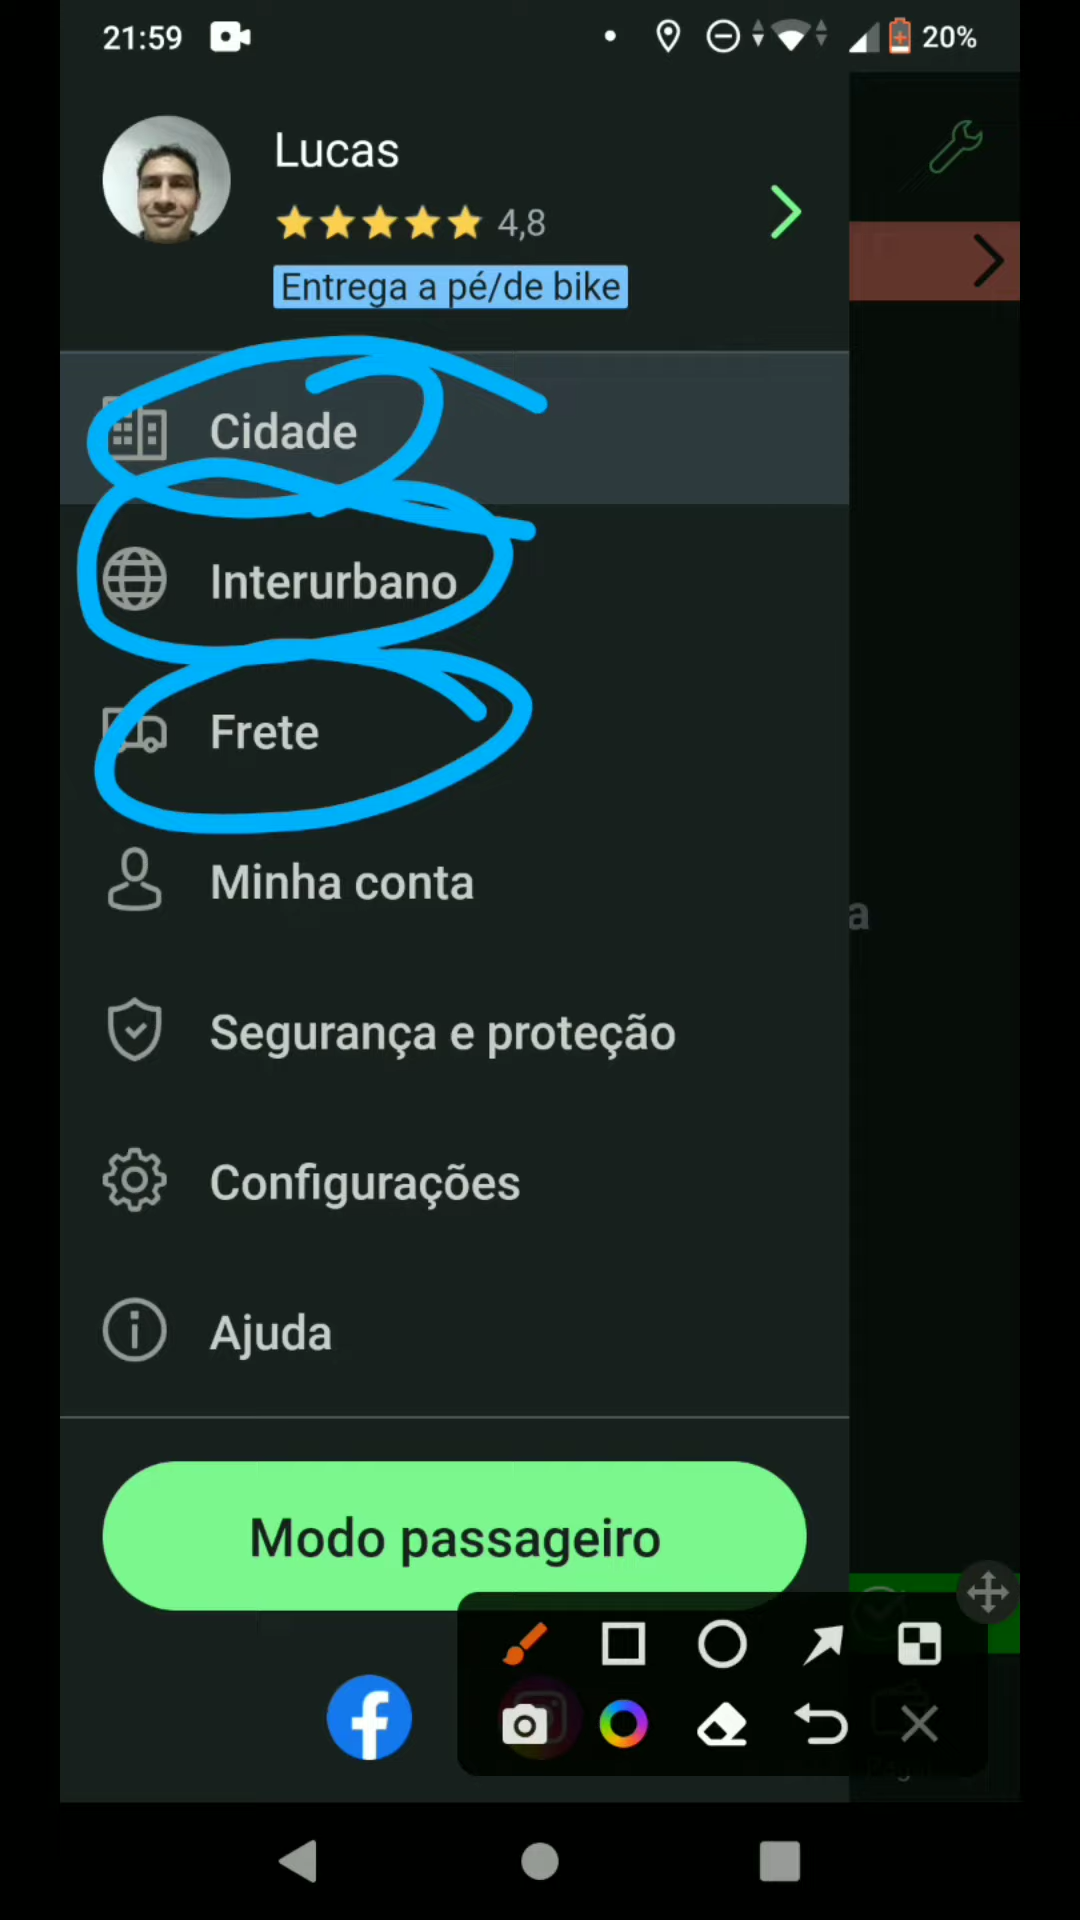 21:59
20%
Lucas
4,8
Entrega a pé/de bike
Cidade
Interurbano
Frete
Minha conta
a
Segurança e proteção
Configurações
Ajuda
Modo passageiro